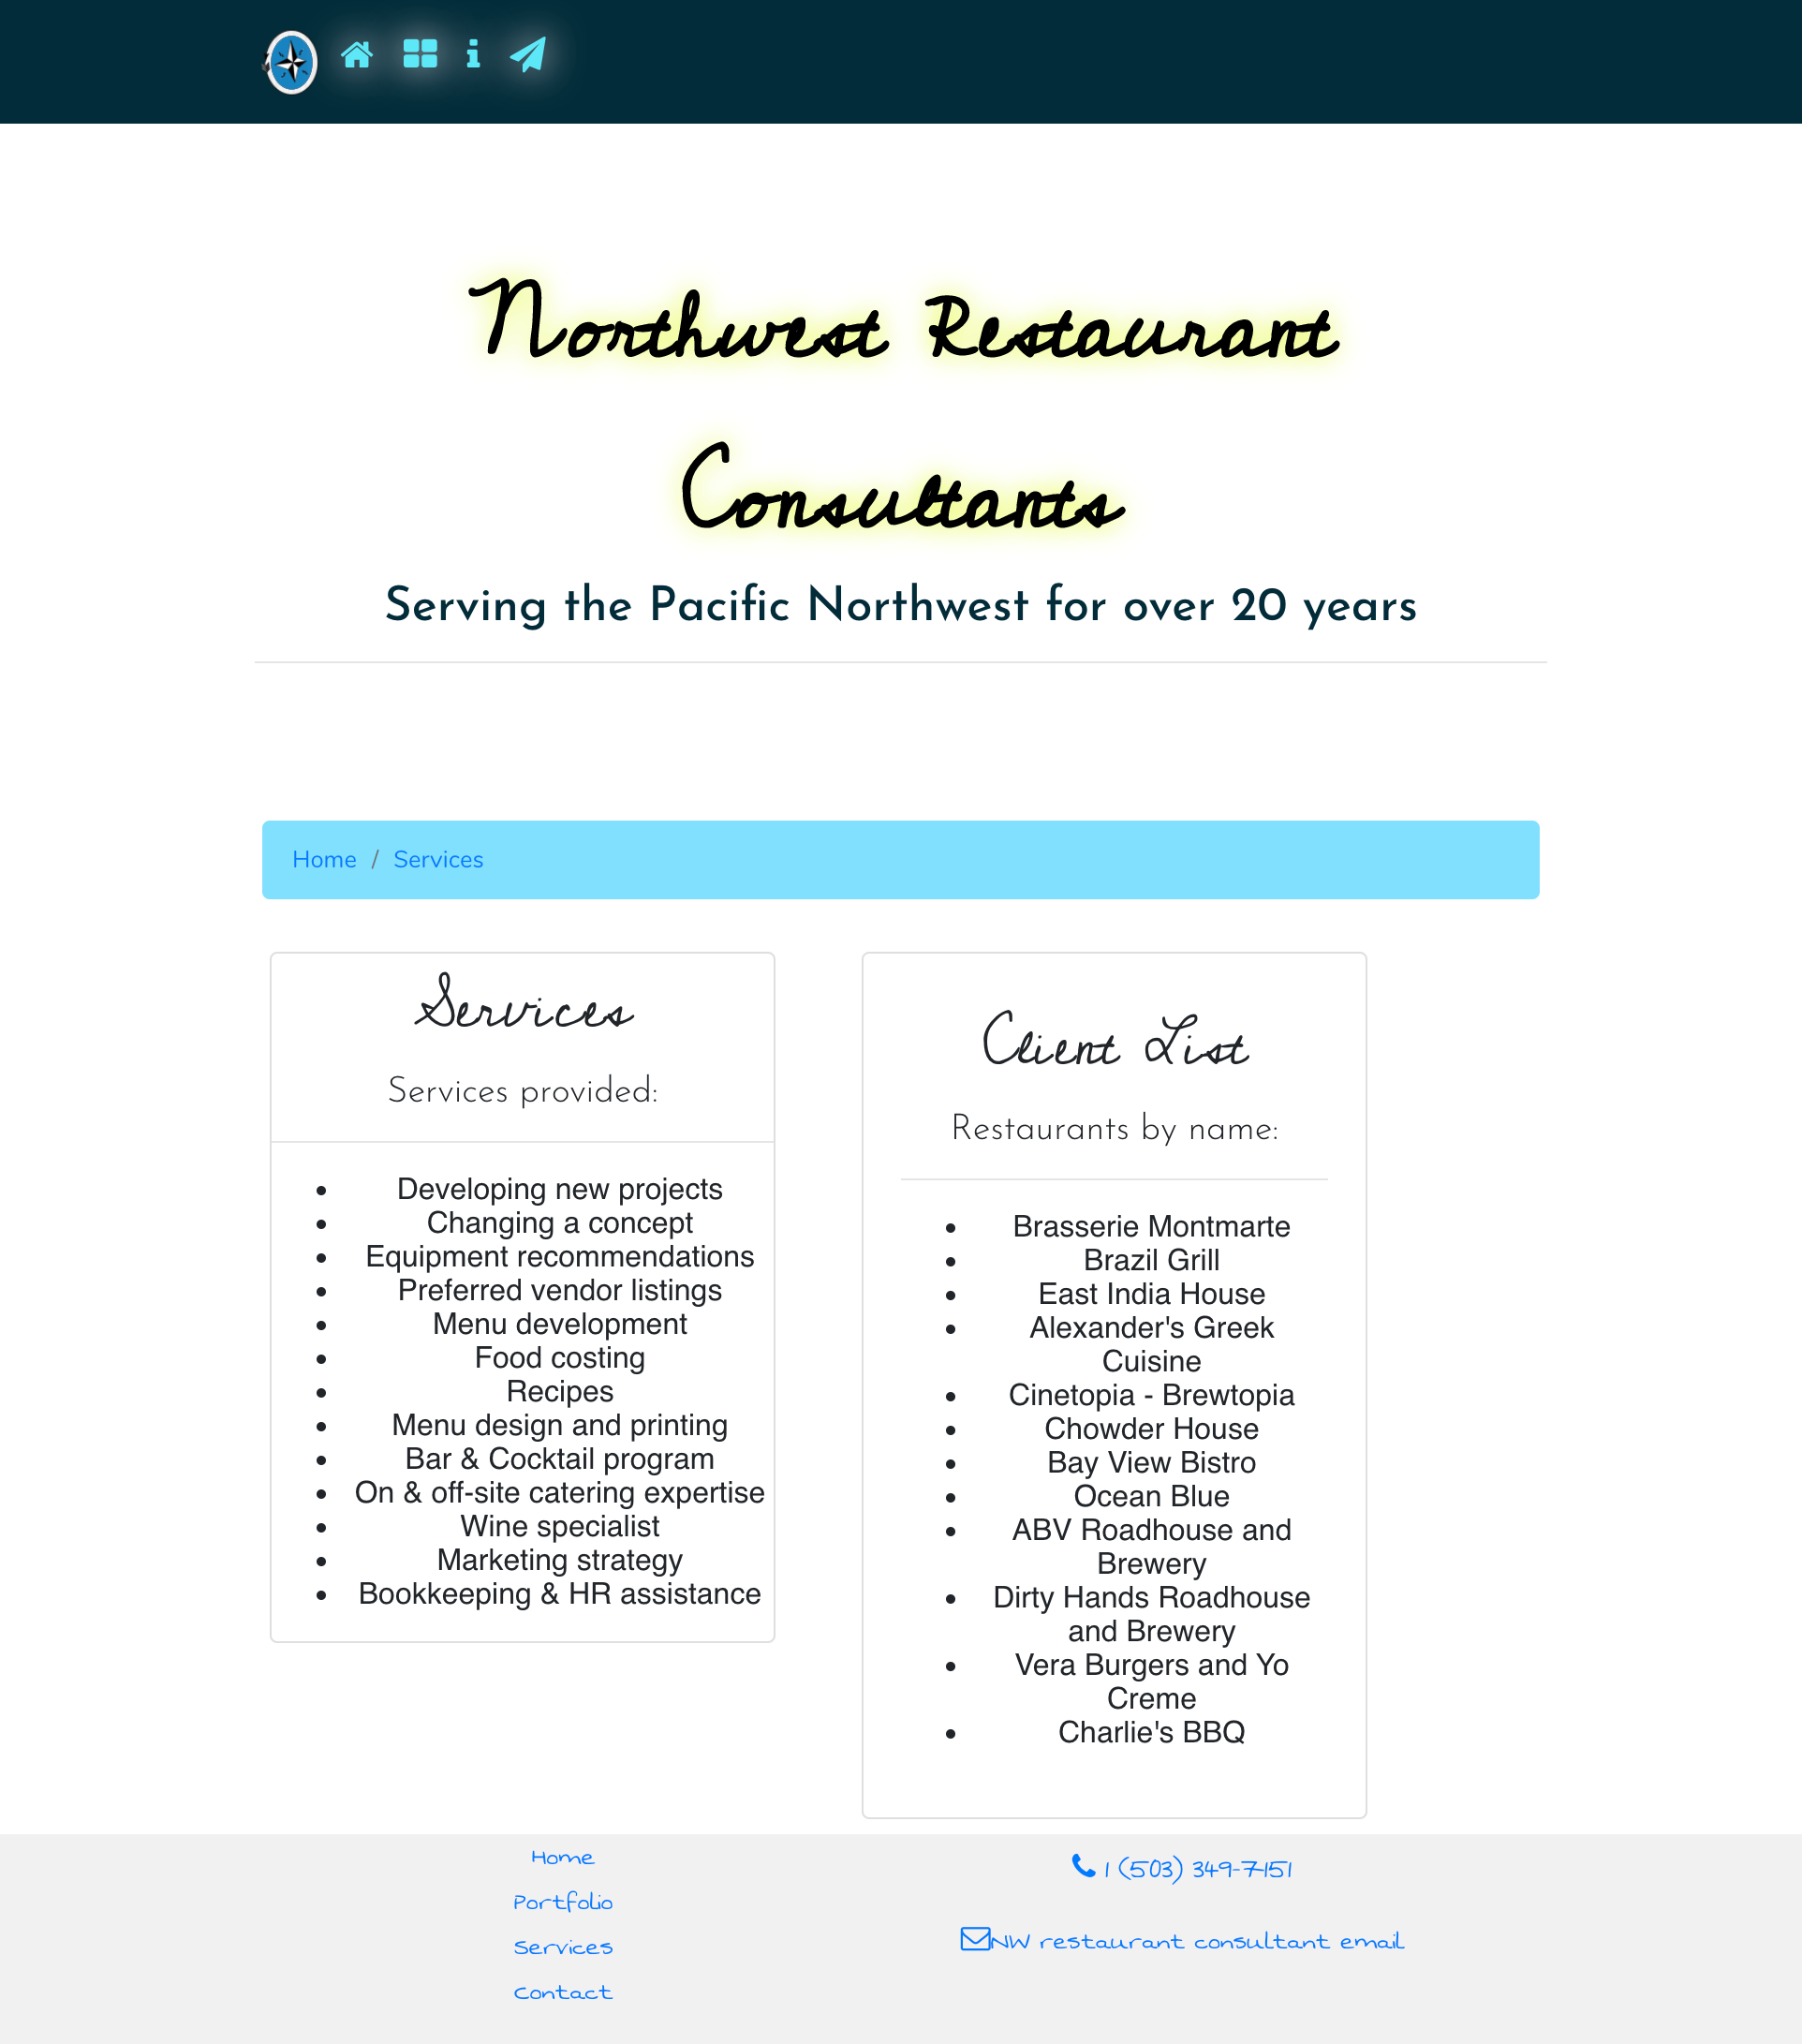 Northwest Restaurant
Consultants
Serving the Pacific Northwest for over 20 years
Home / Services
Services
Services provided:
• Developing new projects
• Changing a concept
• Equipment recommendations
• Preferred vendor listings
• Menu development
• Food costing
• Recipes
• Menu design and printing
• Bar & Cocktail program
• On & off-site catering expertise
• Wine specialist
• Marketing strategy
• Bookkeeping & HR assistance
Client List
Restaurants by name:
• Brasserie Montmarte
• Brazil Grill
• East India House
• Alexander's Greek
Cuisine
• Cinetopia - Brewtopia
• Chowder House
• Bay View Bistro
• Ocean Blue
• ABV Roadhouse and
Brewery
• Dirty Hands Roadhouse
and Brewery
• Vera Burgers and Yo
Creme
• Charlie's BBQ
Home
Portfolio
Services
Contact
1 (503) 349-7151
NW restaurant consultant email